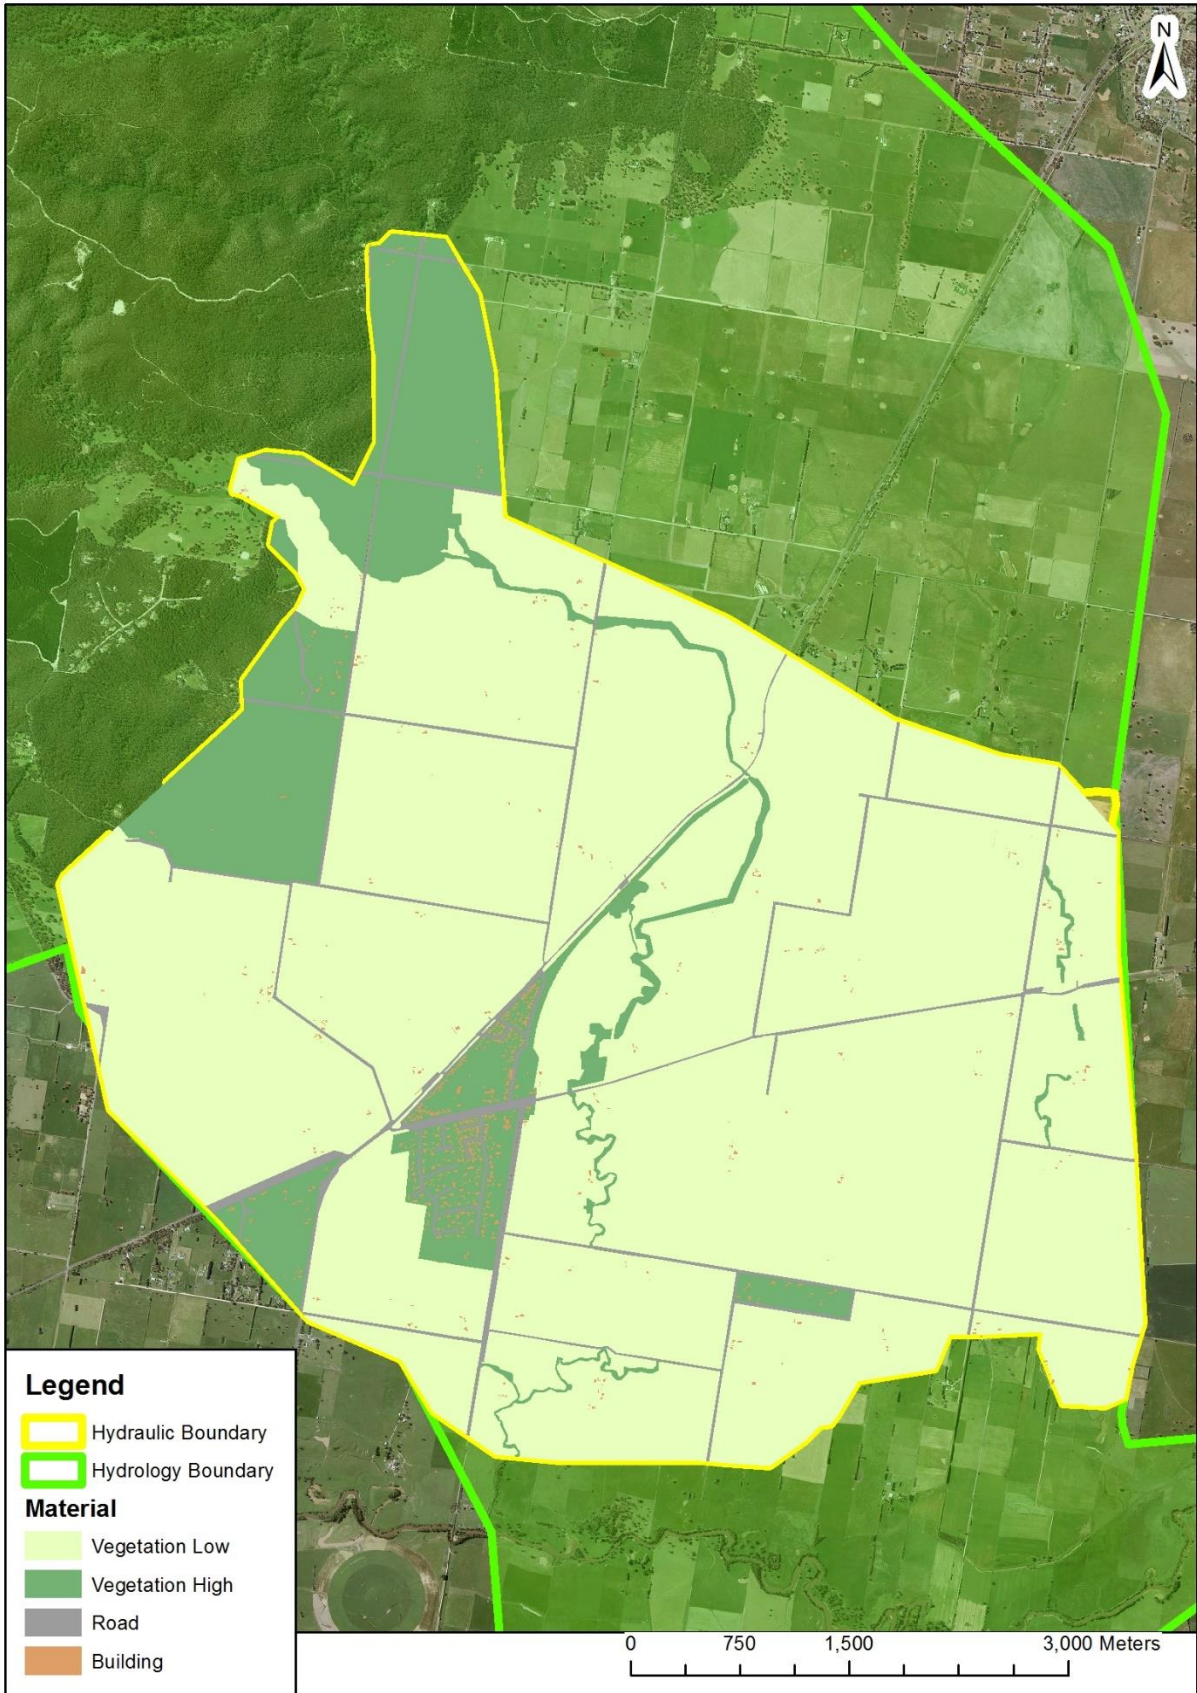 N
Legend
Hydraulic Boundary
Hydrology Boundary
Material
Vegetation Low
Vegetation High
Road
Building
0 750 1,500 3,000 Meters